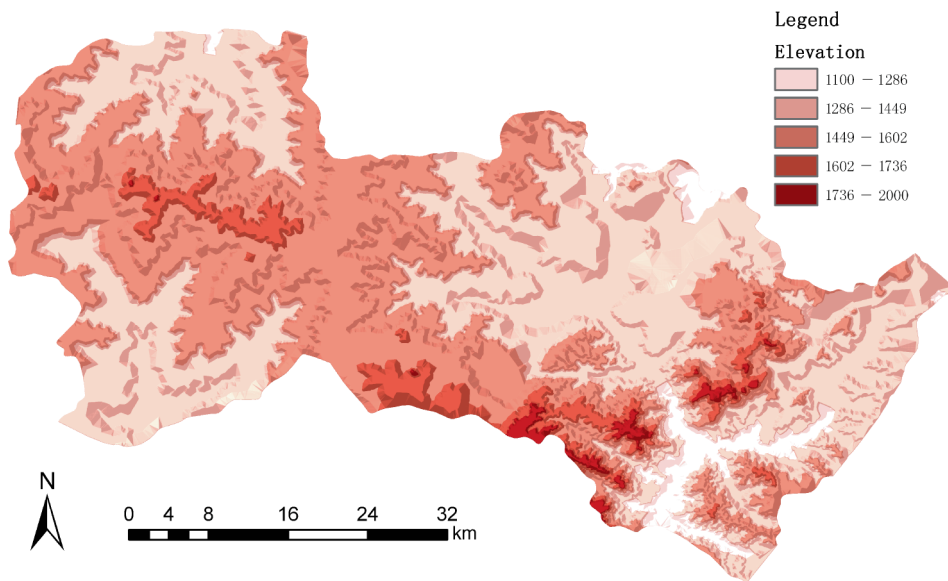 Legend
Elevation
1100 - 1286
1286 - 1449
1449 - 1602
1602 - 1736
1736 - 2000
N
0 4 8 16 24 32
km